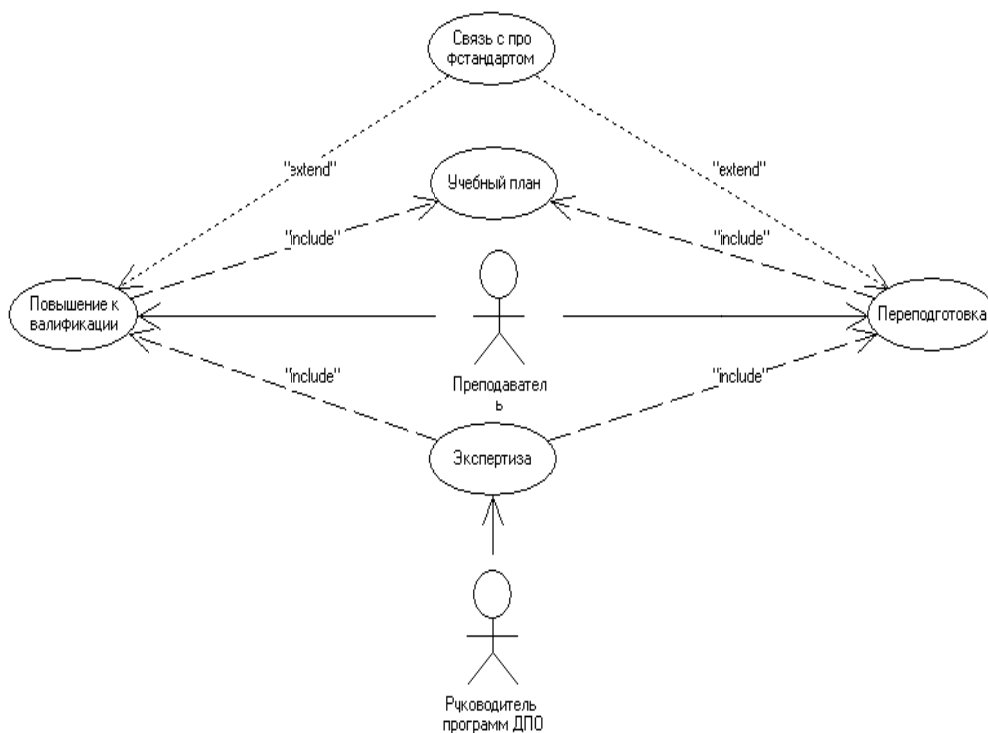 Связь с про
фстандартом
"extend"
"extend"
Учебный план
"include"
"include"
Повышение к
валификации
Переподготовка
"include"
"include"
Преподавател
ь
Экспертиза
Руководитель
программ ДПО